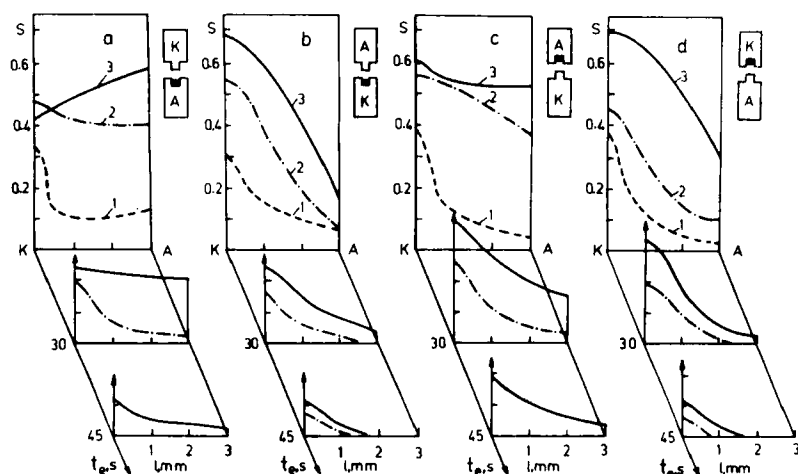 S a K b A c A d K
0.6 3 A 3 K 3 K 3 A
2
0.4 2 2
0.2 1 1 1 2
1
K A K A K A K A
30 30 30 30
45 1 2 3 45 1 2 3 45 1 2 3 45 1 2 3
tₑ,s l,mm tₑ,s l,mm tₑ,s l,mm tₑ,s l,mm